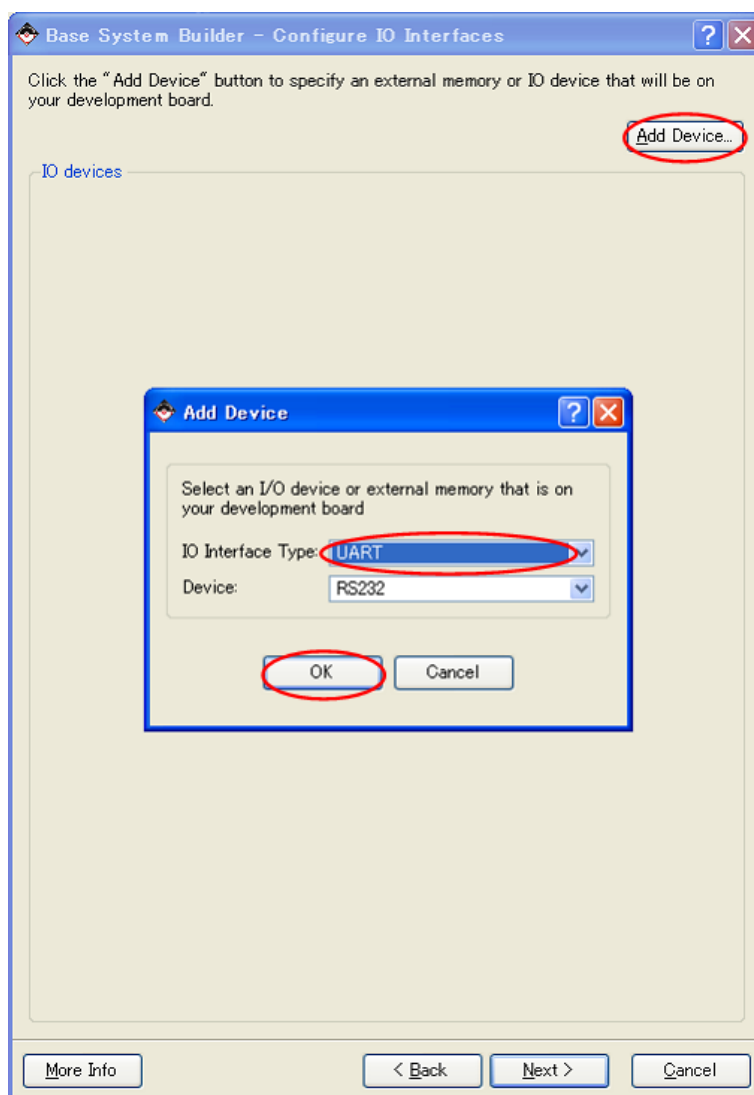 Base System Builder - Configure IO Interfaces
Click the "Add Device" button to specify an external memory or IO device that will be on
your development board.
Add Device...
IO devices
Add Device
Select an I/O device or external memory that is on
your development board
IO Interface Type: UART
Device: RS232
OK Cancel
More Info < Back Next > Cancel